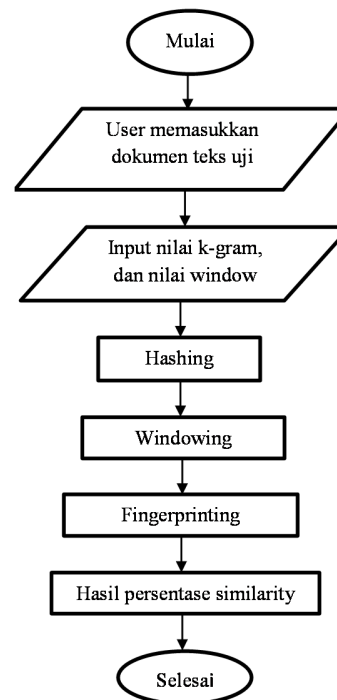 Mulai
User memasukkan
dokumen teks uji
Input nilai k-gram,
dan nilai window
Hashing
Windowing
Fingerprinting
Hasil persentase similarity
Selesai